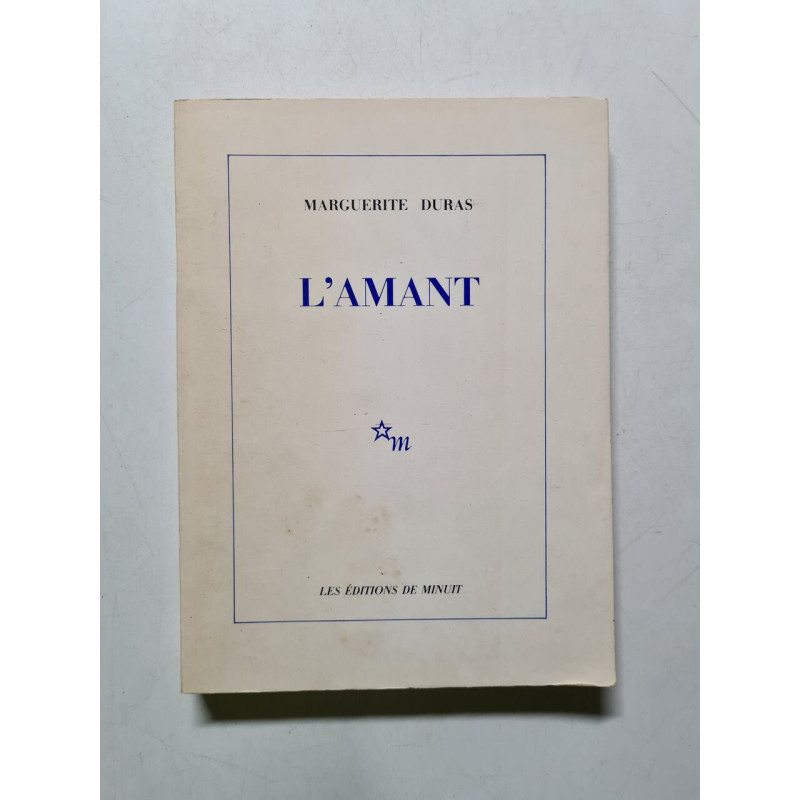 MARGUERITE DURAS
L'AMANT
m
LES ÉDITIONS DE MINUIT